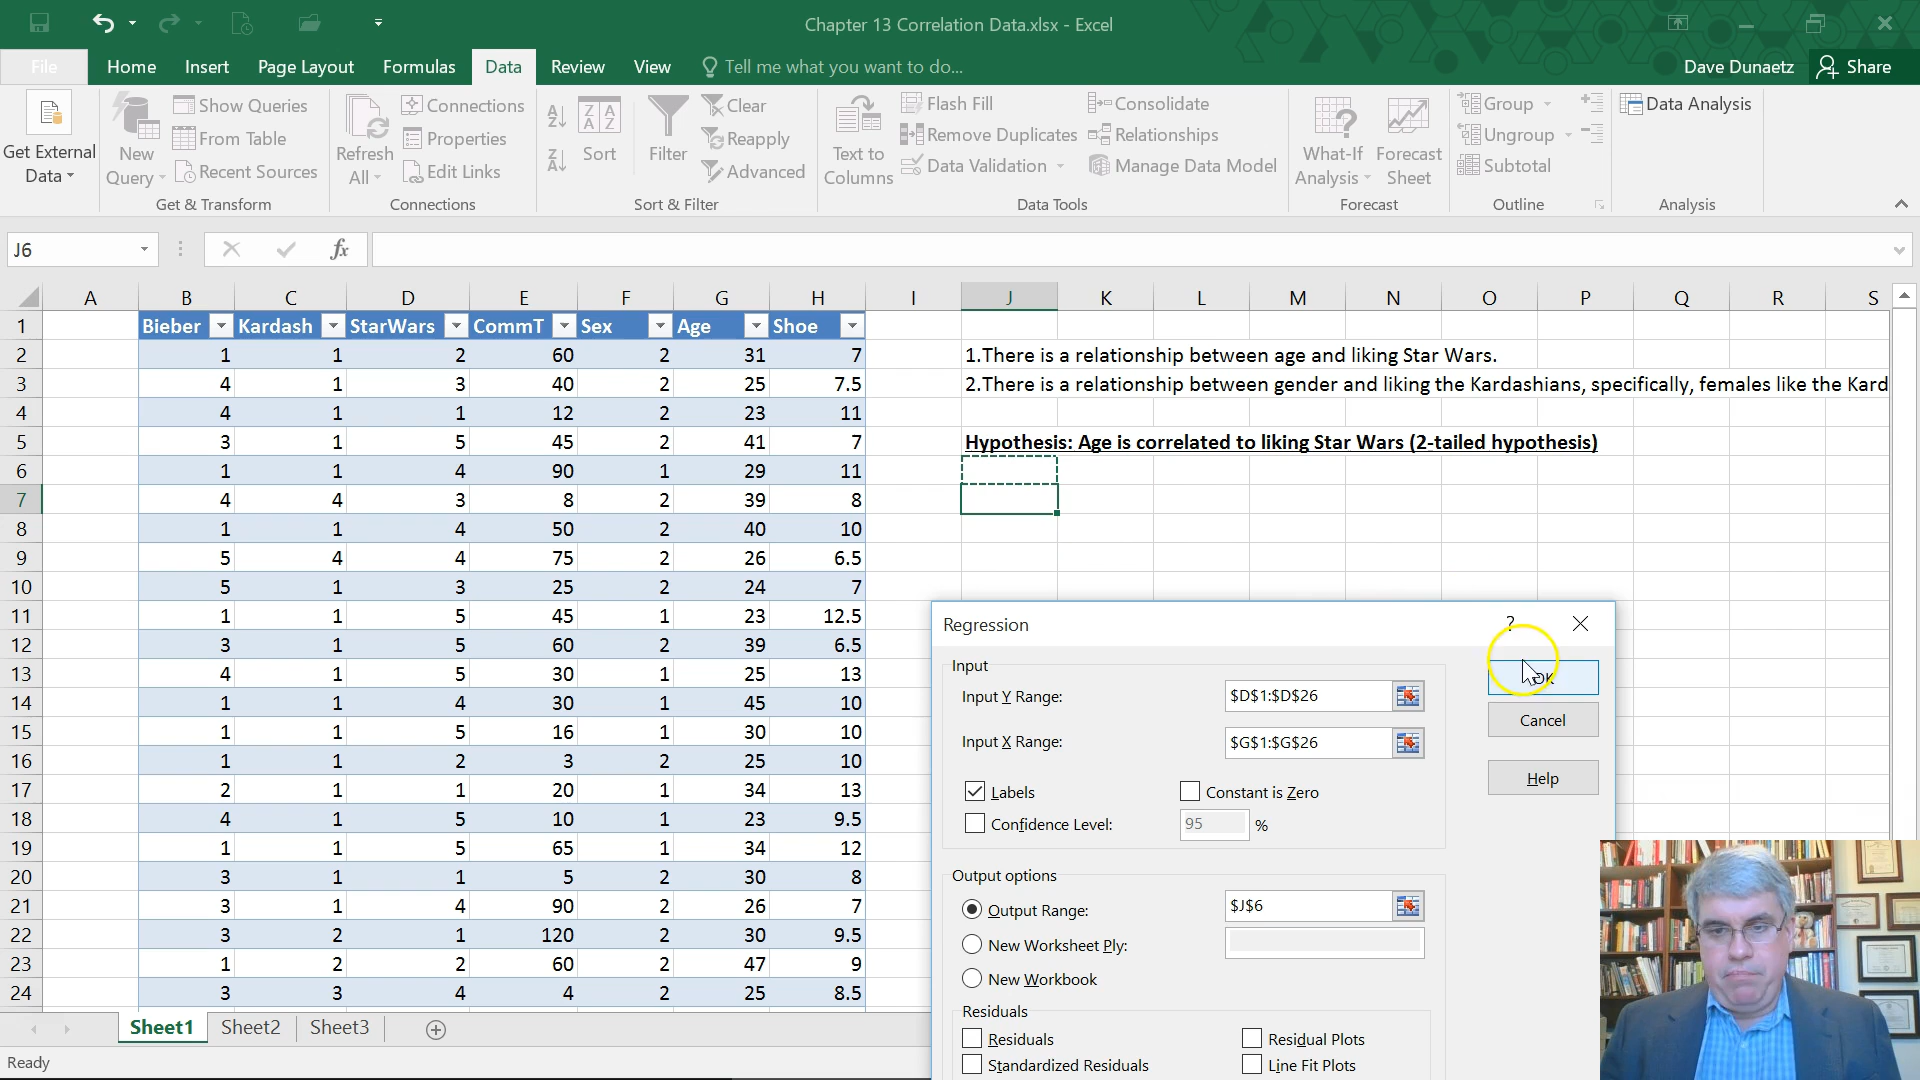 Chapter 13 Correlation Data.xlsx - Excel
File Home Insert Page Layout Formulas Data Review View Tell me what you want to do... Dave Dunaetz Share
Get External Data
New Query
Show Queries
From Table
Recent Sources
Get & Transform
Refresh All
Connections
Properties
Edit Links
Connections
Sort
Filter
Clear
Reapply
Advanced
Sort & Filter
Text to Columns
Flash Fill
Remove Duplicates
Data Validation
Consolidate
Relationships
Manage Data Model
Data Tools
What-If Analysis
Forecast Sheet
Forecast
Group
Ungroup
Subtotal
Outline
Data Analysis
Analysis
J6 fx
A B C D E F G H I J K L M N O P Q R S
1 Bieber Kardash StarWars CommT Sex Age Shoe
2 1 1 2 60 2 31 7 1.There is a relationship between age and liking Star Wars.
3 4 1 3 40 2 25 7.5 2.There is a relationship between gender and liking the Kardashians, specifically, females like the Kard
4 4 1 1 12 2 23 11
5 3 1 5 45 2 41 7 Hypothesis: Age is correlated to liking Star Wars (2-tailed hypothesis)
6 1 1 4 90 1 29 11
7 4 4 3 8 2 39 8
8 1 1 4 50 2 40 10
9 5 4 4 75 2 26 6.5
10 5 1 3 25 2 24 7
11 1 1 5 45 1 23 12.5
12 3 1 5 60 2 39 6.5
13 4 1 5 30 1 25 13
14 1 1 4 30 1 45 10
15 1 1 5 16 1 30 10
16 1 1 2 3 2 25 10
17 2 1 1 20 1 34 13
18 4 1 5 10 1 23 9.5
19 1 1 5 65 1 34 12
20 3 1 1 5 2 30 8
21 3 1 4 90 2 26 7
22 3 2 1 120 2 30 9.5
23 1 2 2 60 2 47 9
24 3 3 4 4 2 25 8.5
Regression ?
Input
Input Y Range: $D$1:$D$26
Input X Range: $G$1:$G$26
Labels Constant is Zero
Confidence Level: 95 %
OK
Cancel
Help
Output options
Output Range: $J$6
New Worksheet Ply:
New Workbook
Residuals
Residuals Residual Plots
Standardized Residuals Line Fit Plots
Sheet1 Sheet2 Sheet3
Ready